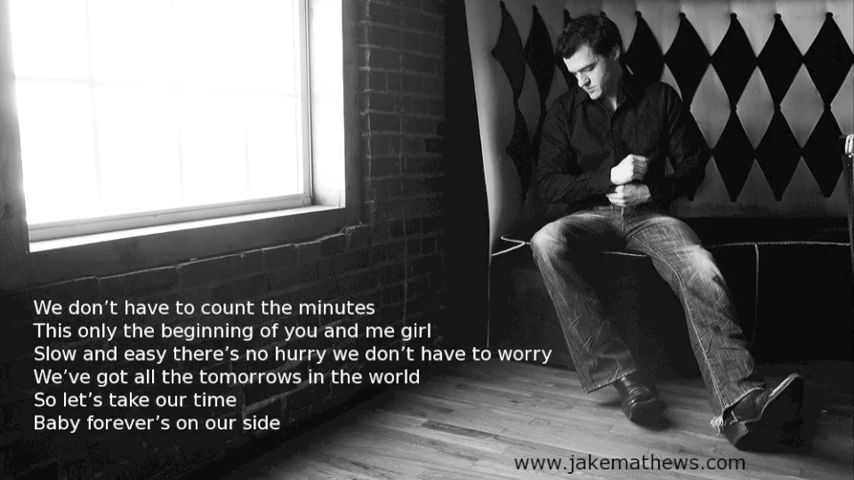 We don’t have to count the minutes
This only the beginning of you and me girl
Slow and easy there’s no hurry we don’t have to worry
We’ve got all the tomorrows in the world
So let’s take our time
Baby forever’s on our side
www.jakemathews.com